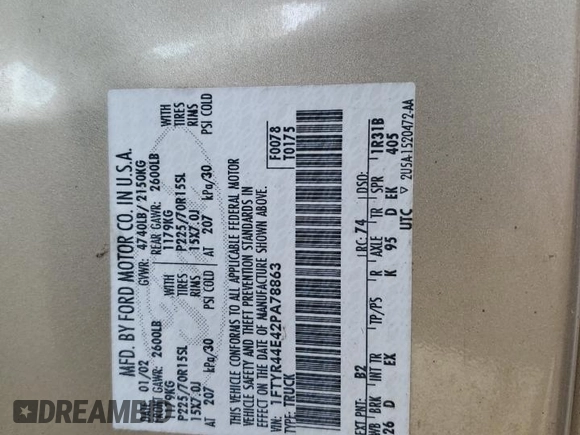 MFD. BY FORD MOTOR CO. IN U.S.A.
01/02 GVWR: 4740LB/ 2150KG
FRONT GAWR: 2600LB REAR GAWR: 2600LB
1179KG WITH 1179KG WITH
P225/70R15SL TIRES P225/70R15SL TIRES
15X7.0J RIMS 15X7.0J RIMS
AT 207 kPa/30 PSI COLD AT 207 kPa/30 PSI COLD
THIS VEHICLE CONFORMS TO ALL APPLICABLE FEDERAL MOTOR
VEHICLE SAFETY AND THEFT PREVENTION STANDARDS IN
EFFECT ON THE DATE OF MANUFACTURE SHOWN ABOVE.
VIN: 1FTYR44E42PA78863 F0078
TYPE: TRUCK T0175
EXT PNT: B2 RC: 74 DSO:
WB BRK INT TR TP/PS R AXLE TR SPR 1R31B
26 D EX K 95 D EK 405
UTC ▽ 2U5A-1520472-AA
DREAMBID